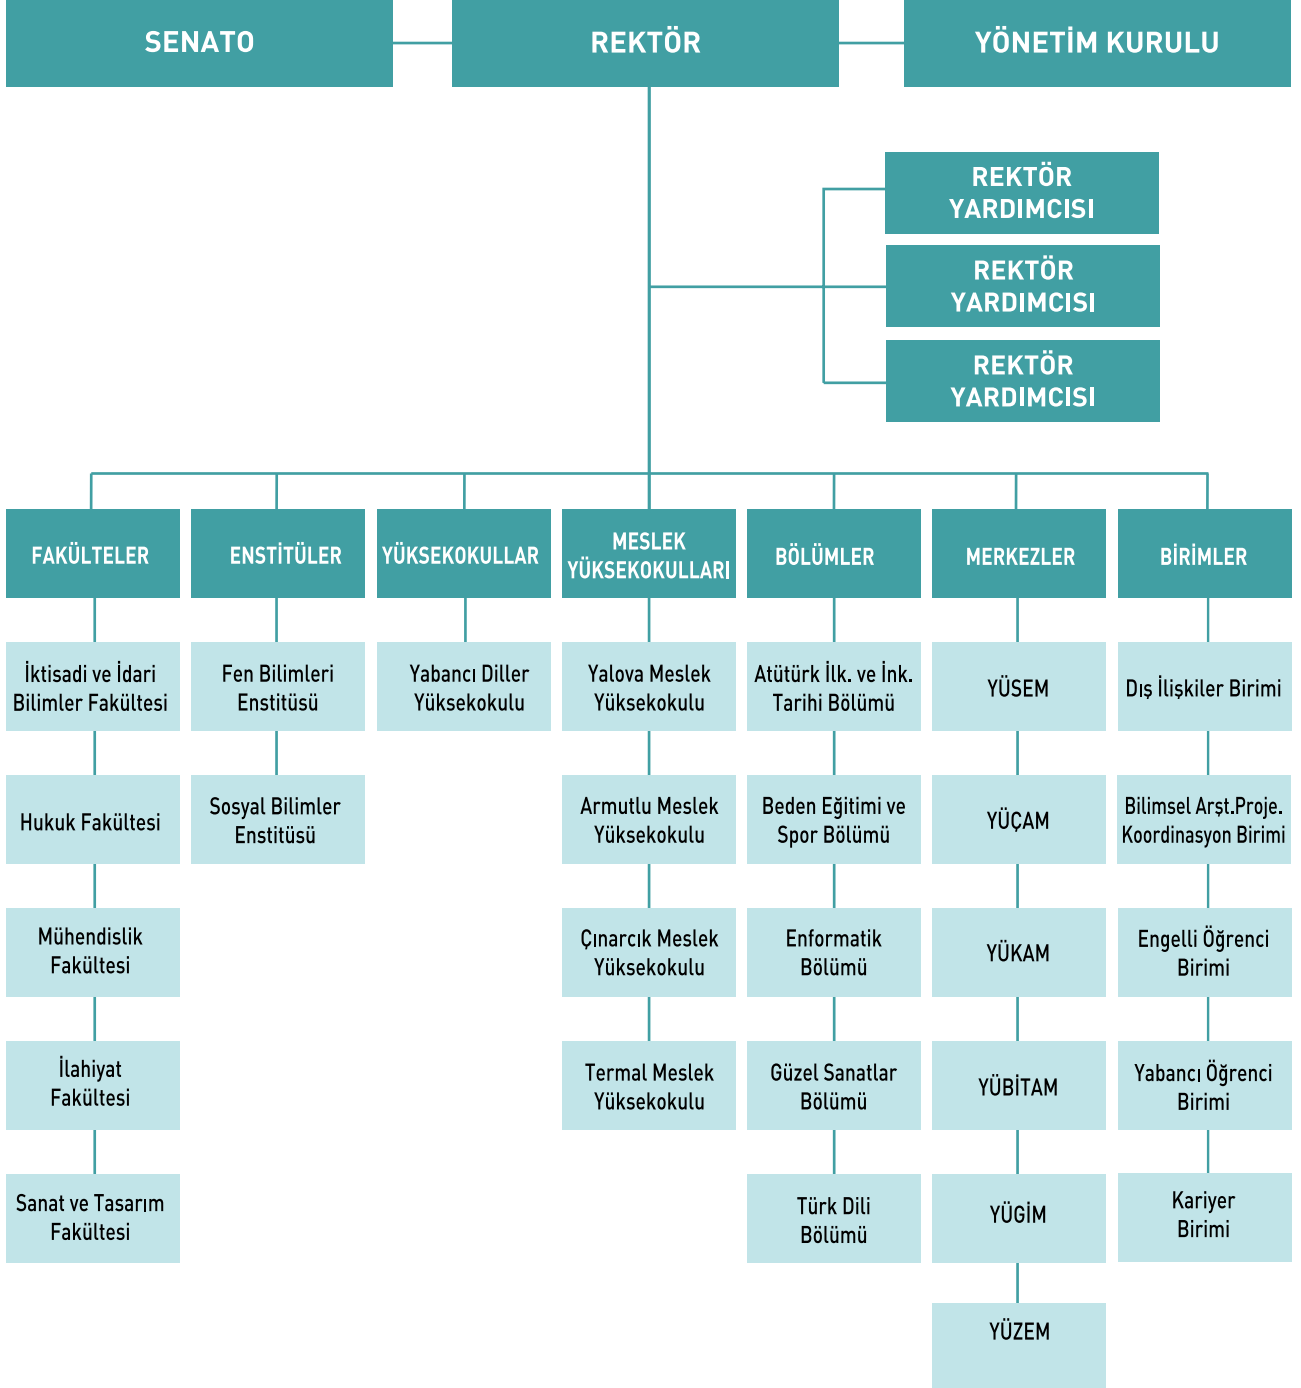 SENATO
REKTÖR
YÖNETİM KURULU
REKTÖR
YARDIMCISI
REKTÖR
YARDIMCISI
REKTÖR
YARDIMCISI
FAKÜLTELER
ENSTİTÜLER
YÜKSEKOKULLAR
MESLEK
YÜKSEKOKULLARI
BÖLÜMLER
MERKEZLER
BİRİMLER
İktisadi ve İdari
Bilimler Fakültesi
Hukuk Fakültesi
Mühendislik
Fakültesi
İlahiyat
Fakültesi
Sanat ve Tasarım
Fakültesi
Fen Bilimleri
Enstitüsü
Sosyal Bilimler
Enstitüsü
Yabancı Diller
Yüksekokulu
Yalova Meslek
Yüksekokulu
Armutlu Meslek
Yüksekokulu
Çınarcık Meslek
Yüksekokulu
Termal Meslek
Yüksekokulu
Atütürk İlk. ve İnk.
Tarihi Bölümü
Beden Eğitimi ve
Spor Bölümü
Enformatik
Bölümü
Güzel Sanatlar
Bölümü
Türk Dili
Bölümü
YÜSEM
YÜÇAM
YÜKAM
YÜBİTAM
YÜGİM
YÜZEM
Dış İlişkiler Birimi
Bilimsel Arşt.Proje.
Koordinasyon Birimi
Engelli Öğrenci
Birimi
Yabancı Öğrenci
Birimi
Kariyer
Birimi